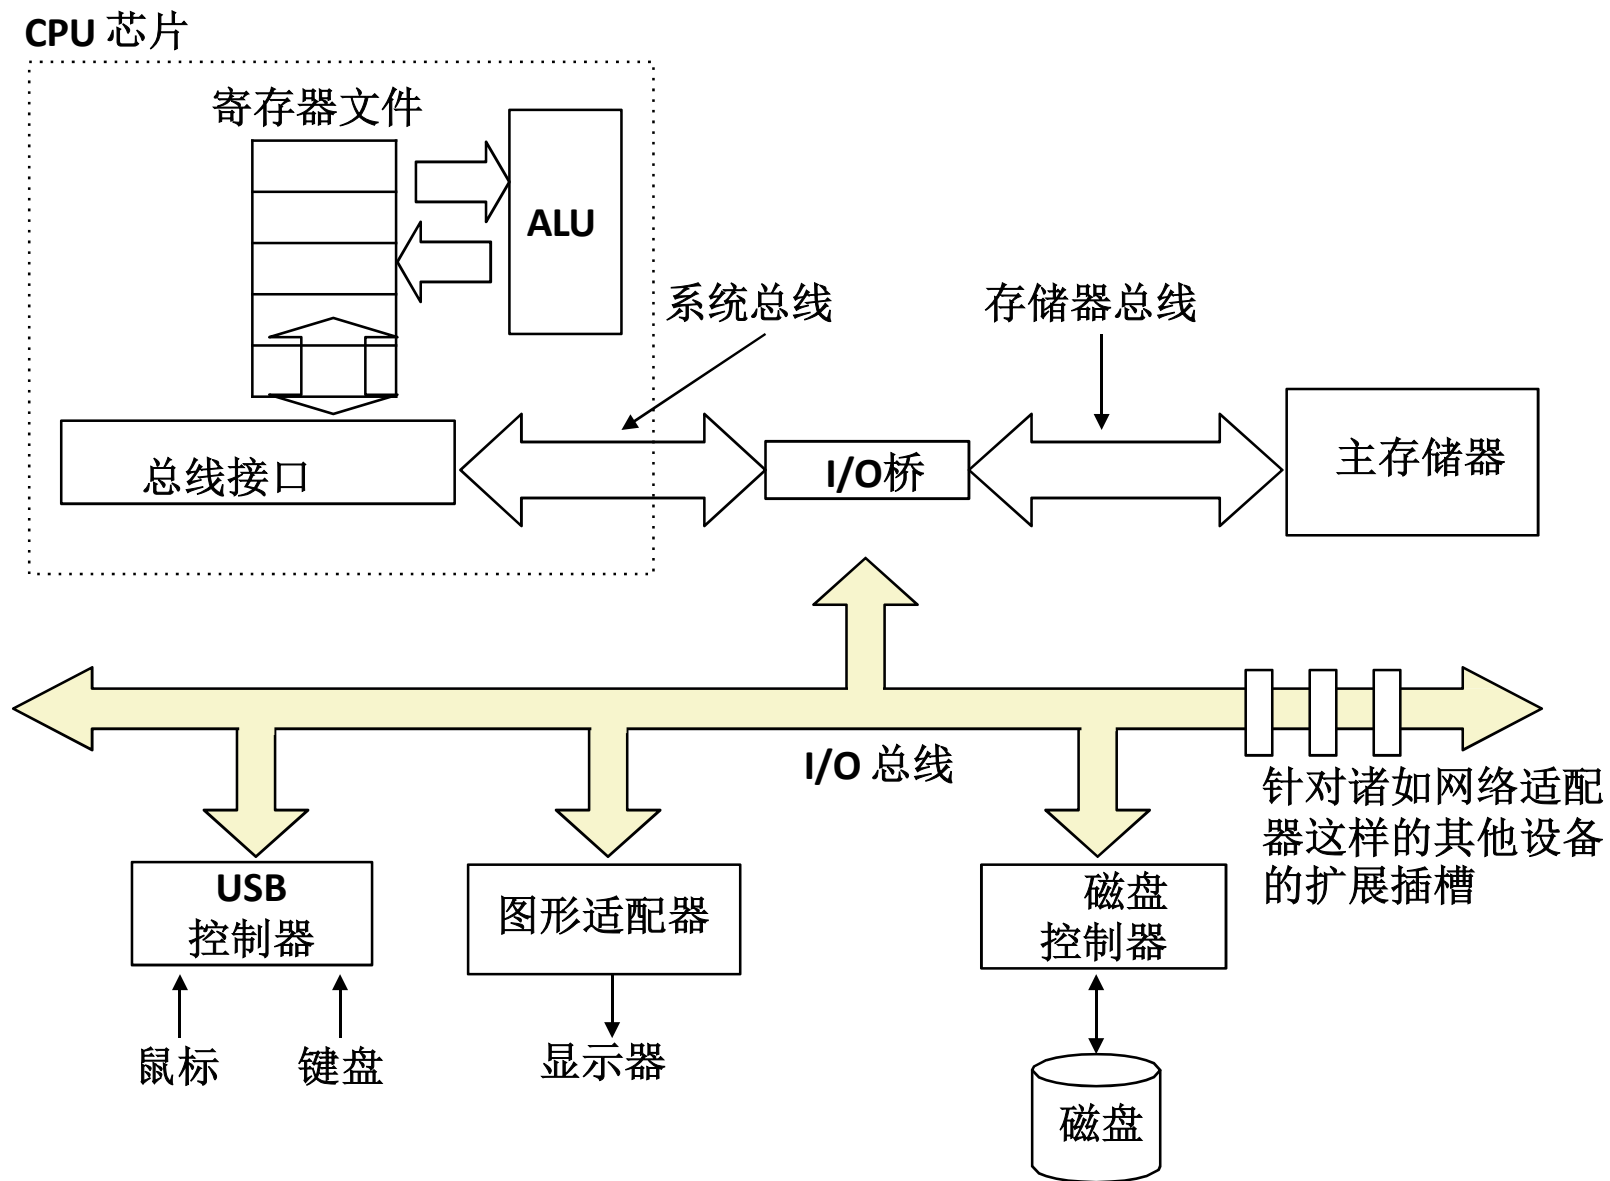 CPU 芯片
寄存器文件
ALU
系统总线
存储器总线
总线接口
I/O桥
主存储器
I/O 总线
针对诸如网络适配
器这样的其他设备
的扩展插槽
USB
控制器
图形适配器
磁盘
控制器
鼠标
键盘
显示器
磁盘